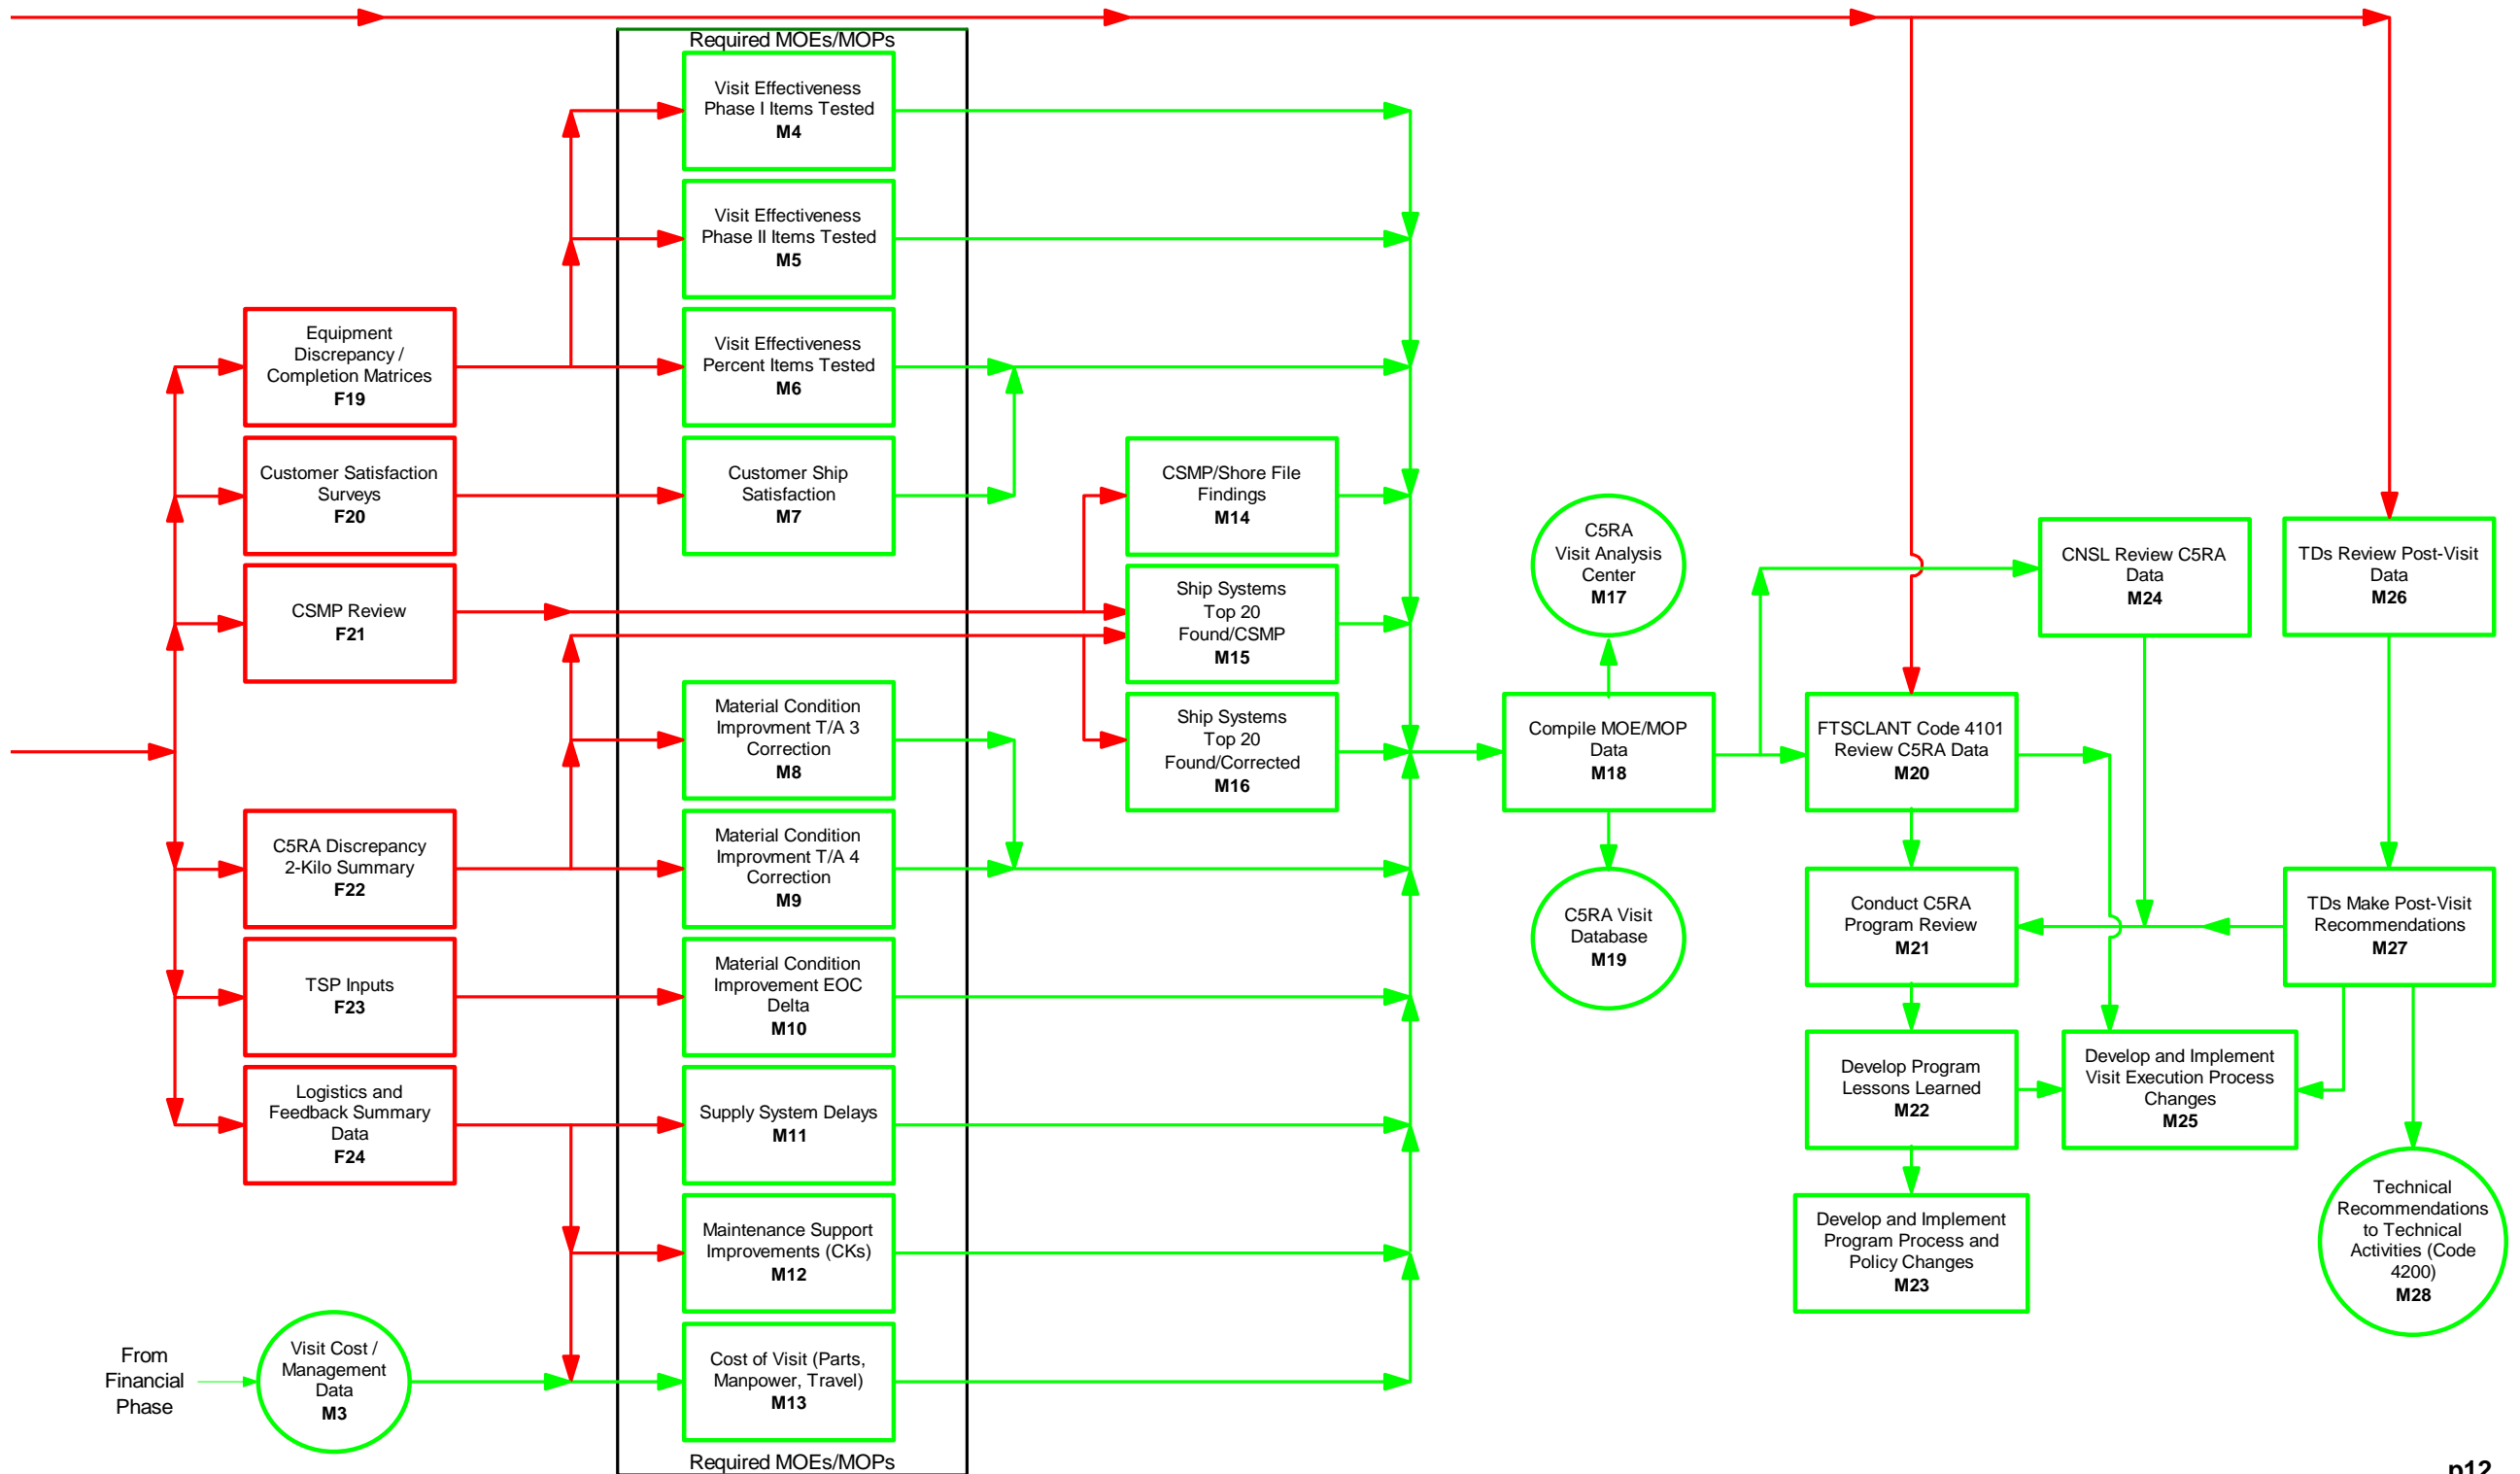 Required MOEs/MOPs
Visit Effectiveness
Phase I Items Tested
M4
Visit Effectiveness
Phase II Items Tested
M5
Equipment
Discrepancy /
Completion Matrices
F19
Visit Effectiveness
Percent Items Tested
M6
Customer Satisfaction
Surveys
F20
Customer Ship
Satisfaction
M7
CSMP/Shore File
Findings
M14
CSMP Review
F21
Ship Systems
Top 20
Found/CSMP
M15
C5RA
Visit Analysis
Center
M17
CNSL Review C5RA
Data
M24
TDs Review Post-Visit
Data
M26
Material Condition
Improvment T/A 3
Correction
M8
Ship Systems
Top 20
Found/Corrected
M16
Compile MOE/MOP
Data
M18
FTSCLANT Code 4101
Review C5RA Data
M20
C5RA Discrepancy
2-Kilo Summary
F22
Material Condition
Improvment T/A 4
Correction
M9
C5RA Visit
Database
M19
Conduct C5RA
Program Review
M21
TDs Make Post-Visit
Recommendations
M27
TSP Inputs
F23
Material Condition
Improvement EOC
Delta
M10
Logistics and
Feedback Summary
Data
F24
Supply System Delays
M11
Develop Program
Lessons Learned
M22
Develop and Implement
Visit Execution Process
Changes
M25
Maintenance Support
Improvements (CKs)
M12
Develop and Implement
Program Process and
Policy Changes
M23
Technical
Recommendations
to Technical
Activities (Code
4200)
M28
From
Financial
Phase
Visit Cost /
Management
Data
M3
Cost of Visit (Parts,
Manpower, Travel)
M13
Required MOEs/MOPs
p12